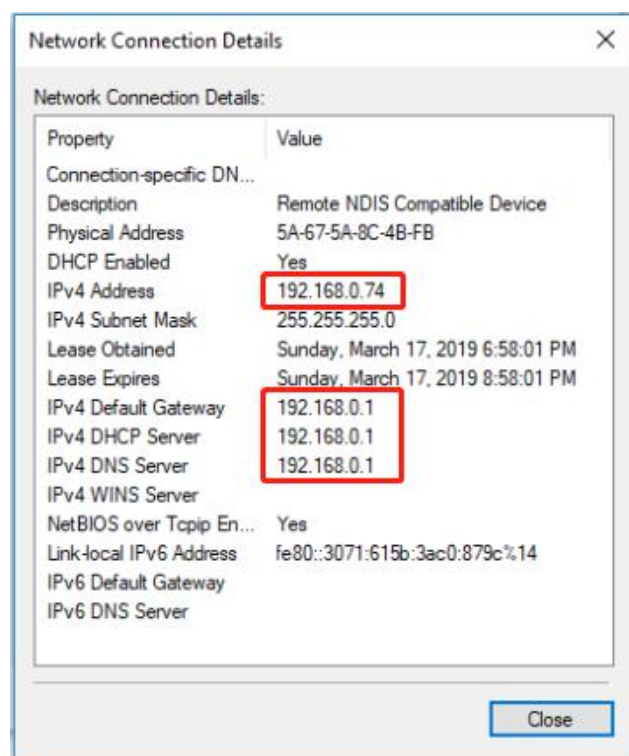 Network Connection Details
Network Connection Details:
Property Value
Connection-specific DN...
Description Remote NDIS Compatible Device
Physical Address 5A-67-5A-8C-4B-FB
DHCP Enabled Yes
IPv4 Address 192.168.0.74
IPv4 Subnet Mask 255.255.255.0
Lease Obtained Sunday, March 17, 2019 6:58:01 PM
Lease Expires Sunday, March 17, 2019 8:58:01 PM
IPv4 Default Gateway 192.168.0.1
IPv4 DHCP Server 192.168.0.1
IPv4 DNS Server 192.168.0.1
IPv4 WINS Server
NetBIOS over Tcpip En... Yes
Link-local IPv6 Address fe80::3071:615b:3ac0:879c%14
IPv6 Default Gateway
IPv6 DNS Server
Close